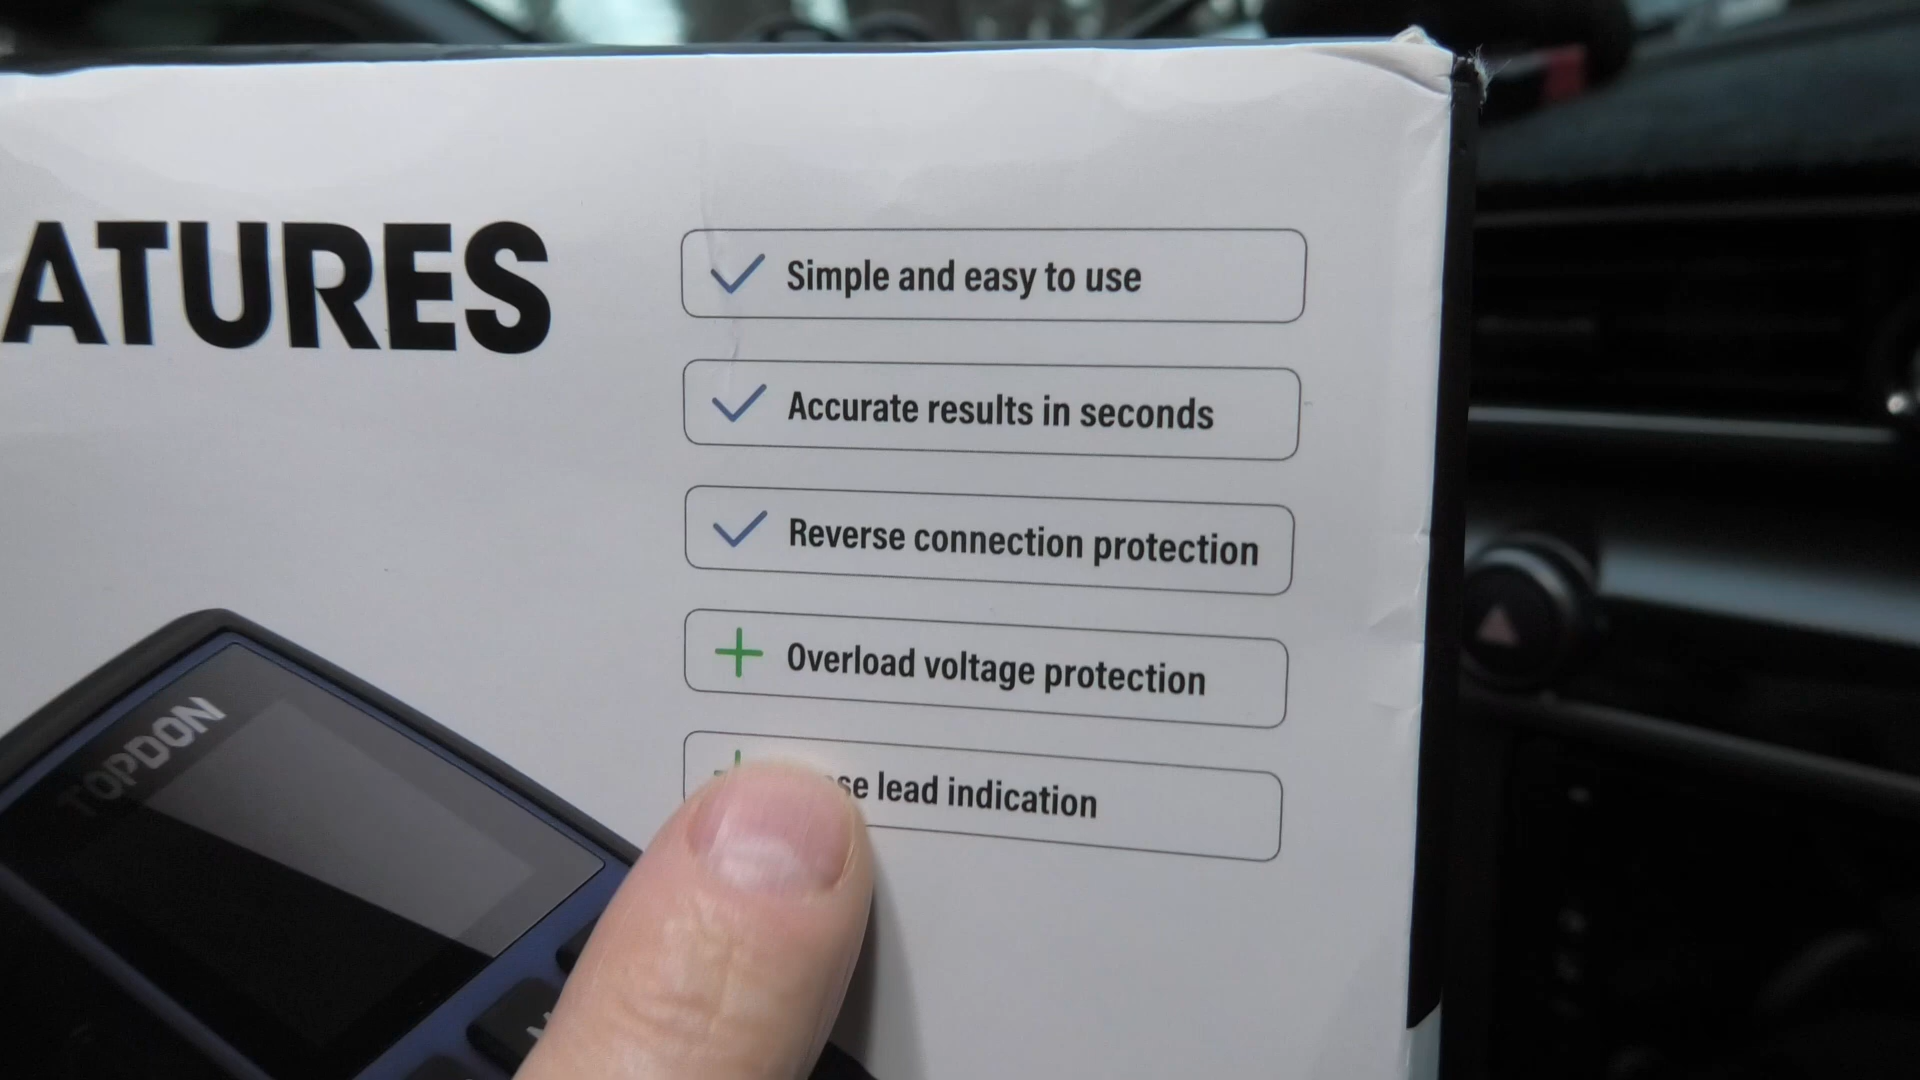 ATURES
Simple and easy to use
Accurate results in seconds
Reverse connection protection
Overload voltage protection
lead indication
TOPDON